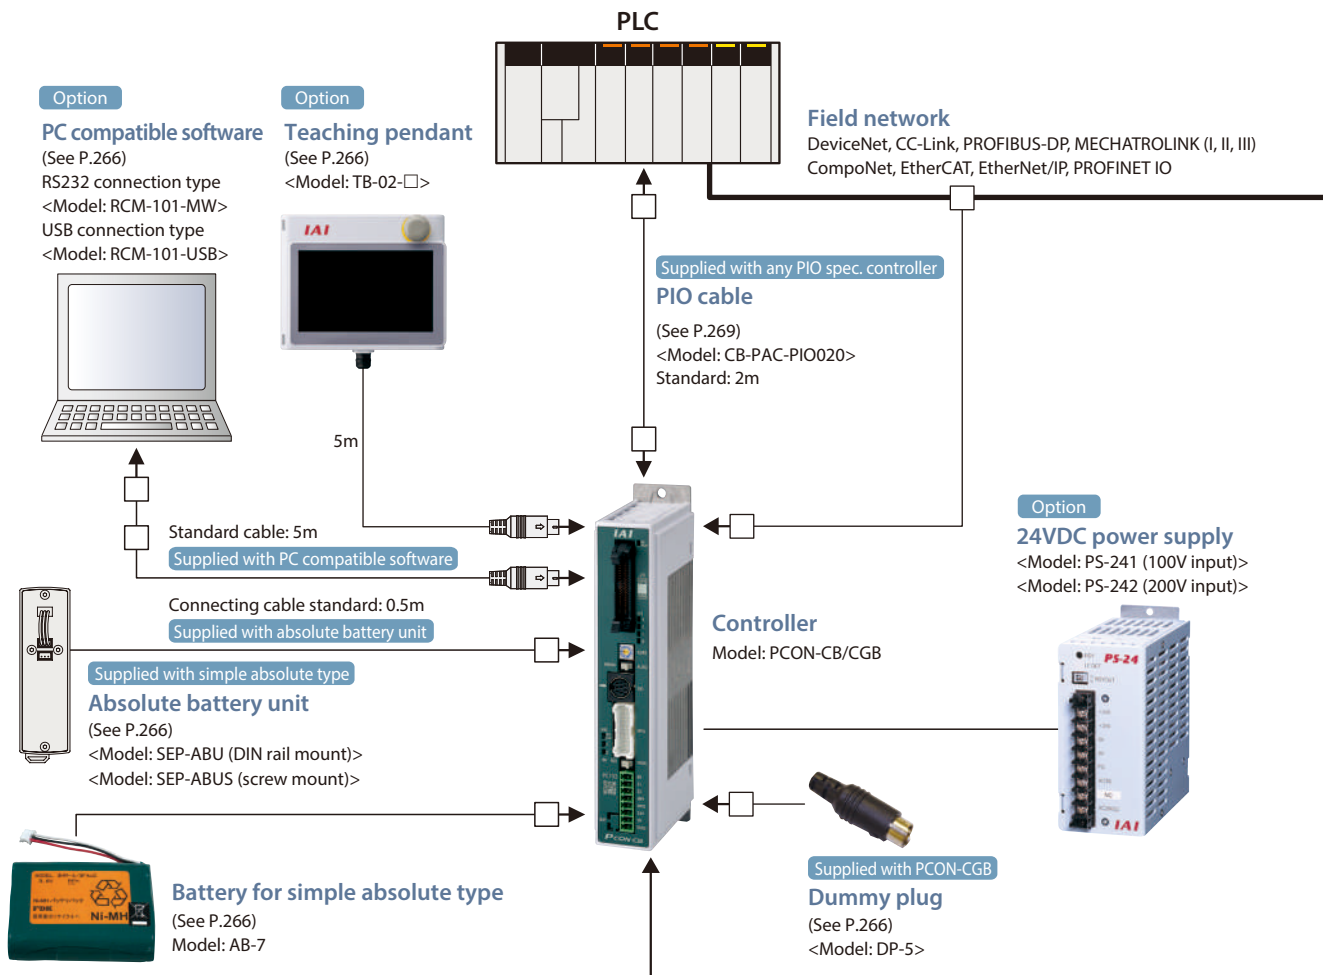 PLC
Option
PC compatible software
(See P.266)
RS232 connection type
<Model: RCM-101-MW>
USB connection type
<Model: RCM-101-USB>
Option
Teaching pendant
(See P.266)
<Model: TB-02-□>
IAI
5m
Field network
DeviceNet, CC-Link, PROFIBUS-DP, MECHATROLINK (I, II, III)
CompoNet, EtherCAT, EtherNet/IP, PROFINET IO
Supplied with any PIO spec. controller
PIO cable
(See P.269)
<Model: CB-PAC-PIO020>
Standard: 2m
Standard cable: 5m
Supplied with PC compatible software
Connecting cable standard: 0.5m
Supplied with absolute battery unit
Supplied with simple absolute type
Absolute battery unit
(See P.266)
<Model: SEP-ABU (DIN rail mount)>
<Model: SEP-ABUS (screw mount)>
IAI
PCON-CB
Controller
Model: PCON-CB/CGB
Option
24VDC power supply
<Model: PS-241 (100V input)>
<Model: PS-242 (200V input)>
PS-24
NC
IAI
Ni-MH
Battery for simple absolute type
(See P.266)
Model: AB-7
Supplied with PCON-CGB
Dummy plug
(See P.266)
<Model: DP-5>